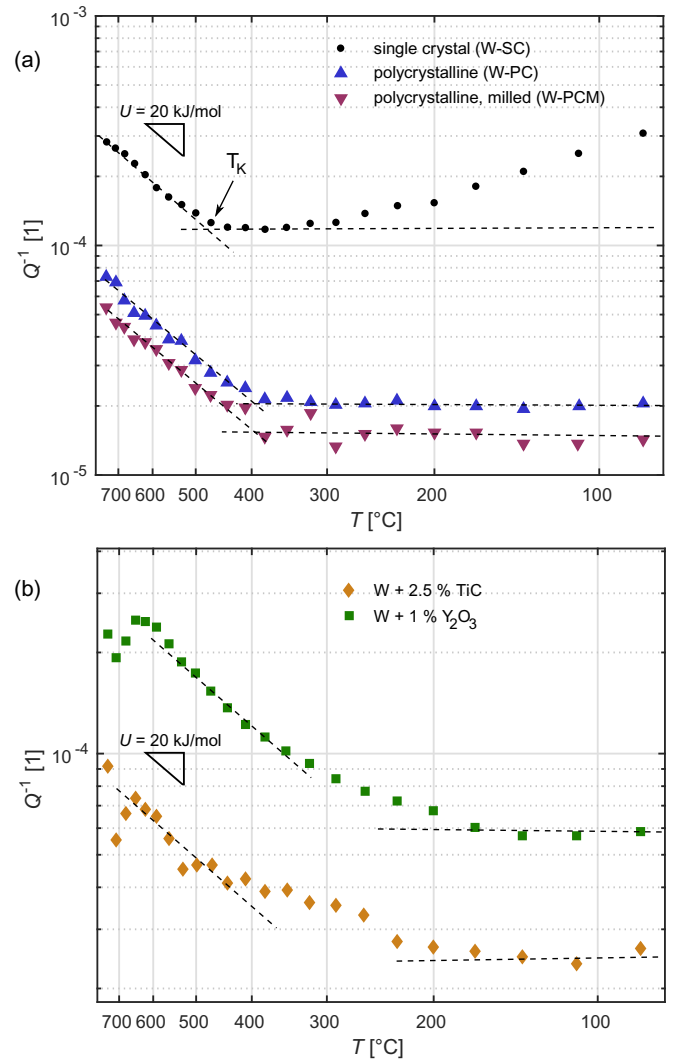 (a)
10⁻³
single crystal (W-SC)
polycrystalline (W-PC)
polycrystalline, milled (W-PCM)
U = 20 kJ/mol
T_K
10⁻⁴
Q⁻¹ [1]
10⁻⁵
700 600 500 400 300 200 100
T [°C]
(b)
W + 2.5 % TiC
W + 1 % Y₂O₃
U = 20 kJ/mol
10⁻⁴
Q⁻¹ [1]
700 600 500 400 300 200 100
T [°C]